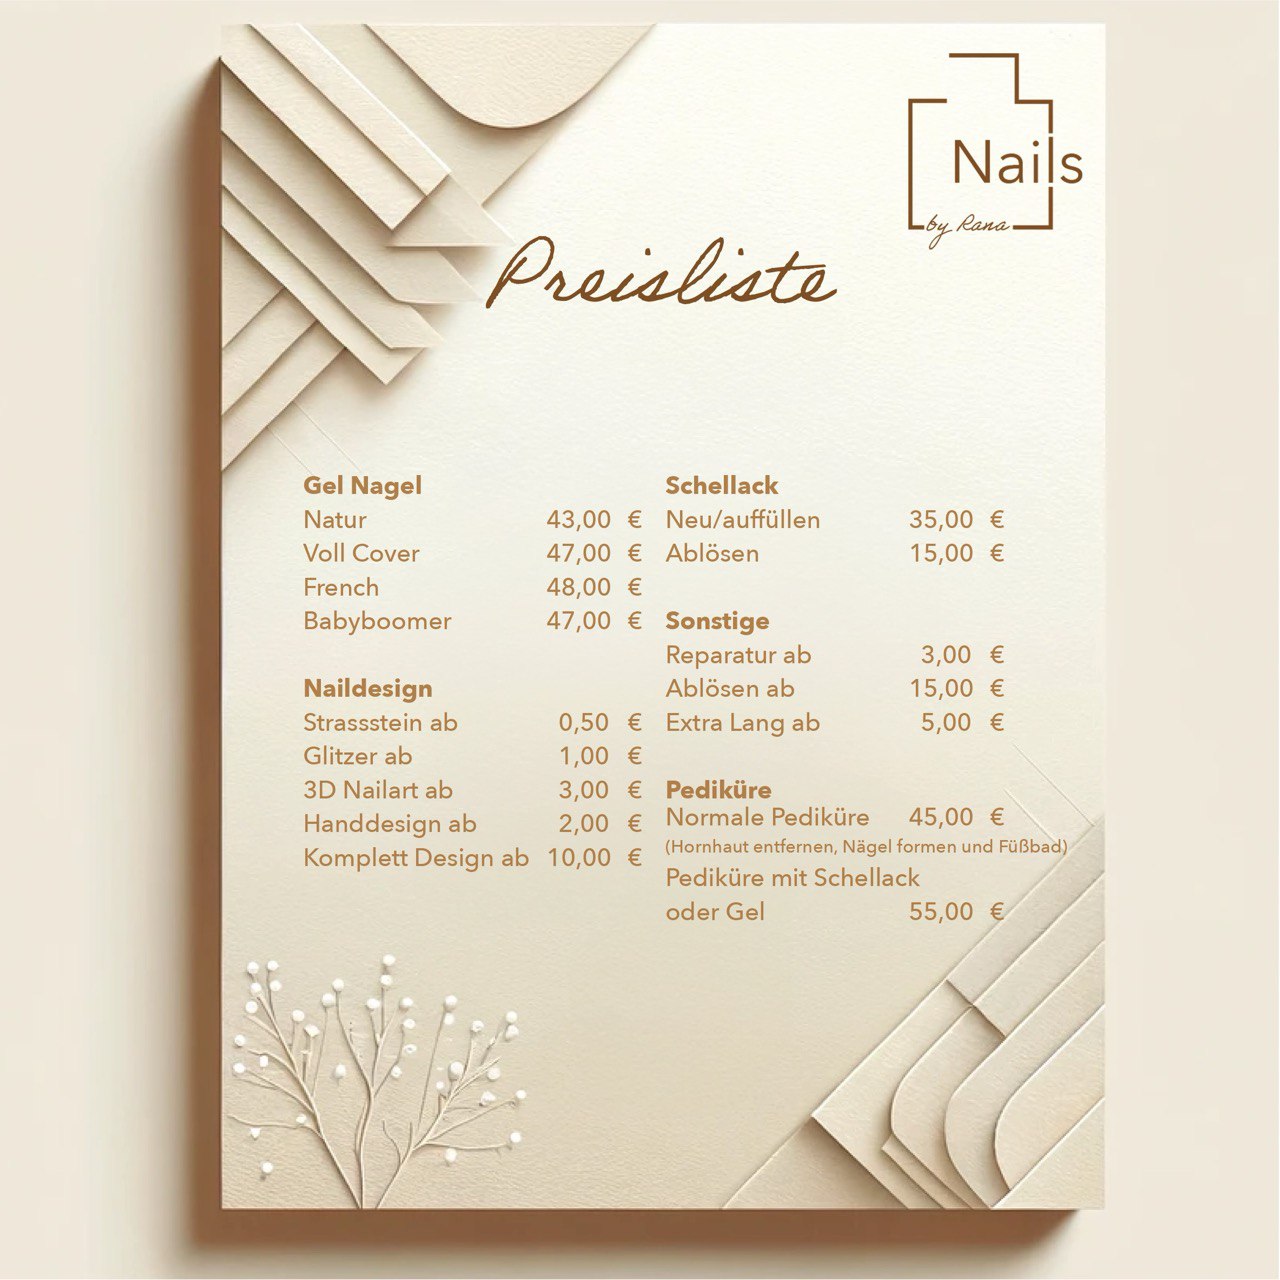 Nails
by Rana
Preisliste
Gel Nagel
Natur 43,00 €
Voll Cover 47,00 €
French 48,00 €
Babyboomer 47,00 €
Naildesign
Strassstein ab 0,50 €
Glitzer ab 1,00 €
3D Nailart ab 3,00 €
Handdesign ab 2,00 €
Komplett Design ab 10,00 €
Schellack
Neu/auffüllen 35,00 €
Ablösen 15,00 €
Sonstige
Reparatur ab 3,00 €
Ablösen ab 15,00 €
Extra Lang ab 5,00 €
Pediküre
Normale Pediküre 45,00 €
(Hornhaut entfernen, Nägel formen und Füßbad)
Pediküre mit Schellack
oder Gel 55,00 €